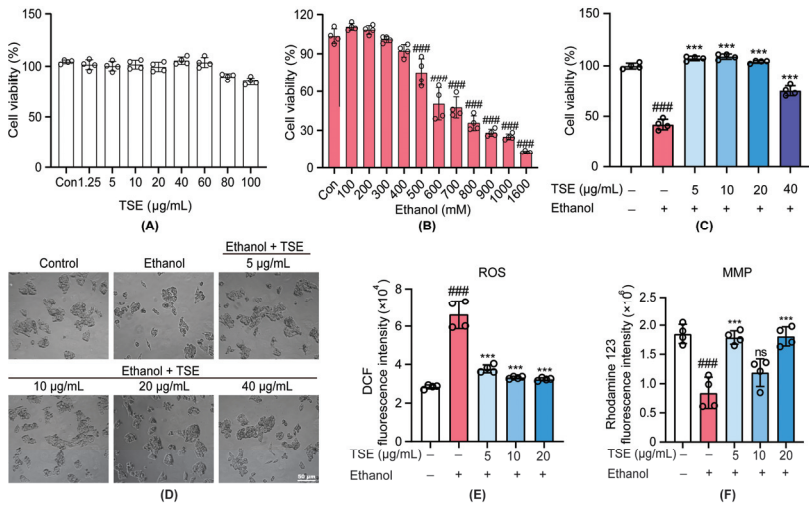 Cell viability (%)
150
100
50
0
Con 1.25 5 10 20 40 60 80 100
TSE (μg/mL)
(A)
Cell viability (%)
120
90
60
30
0
### ### ### ### ### ### ###
Con 100 200 300 400 500 600 700 800 900 1000 1600
Ethanol (mM)
(B)
Cell viability (%)
150
100
50
0
### *** *** *** ***
TSE (μg/mL) – – 5 10 20 40
Ethanol – + + + + +
(C)
Control
Ethanol
Ethanol + TSE
5 μg/mL
Ethanol + TSE
10 μg/mL
20 μg/mL
40 μg/mL
50 μm
(D)
ROS
DCF
fluorescence intensity (×10⁴)
8
6
4
2
0
### *** *** ***
TSE (μg/mL) – – 5 10 20
Ethanol – + + + +
(E)
MMP
Rhodamine 123
fluorescence intensity
2.5
2.0
1.5
1.0
0.5
0
### *** ns ***
TSE (μg/mL) – – 5 10 20
Ethanol – + + + +
(F)